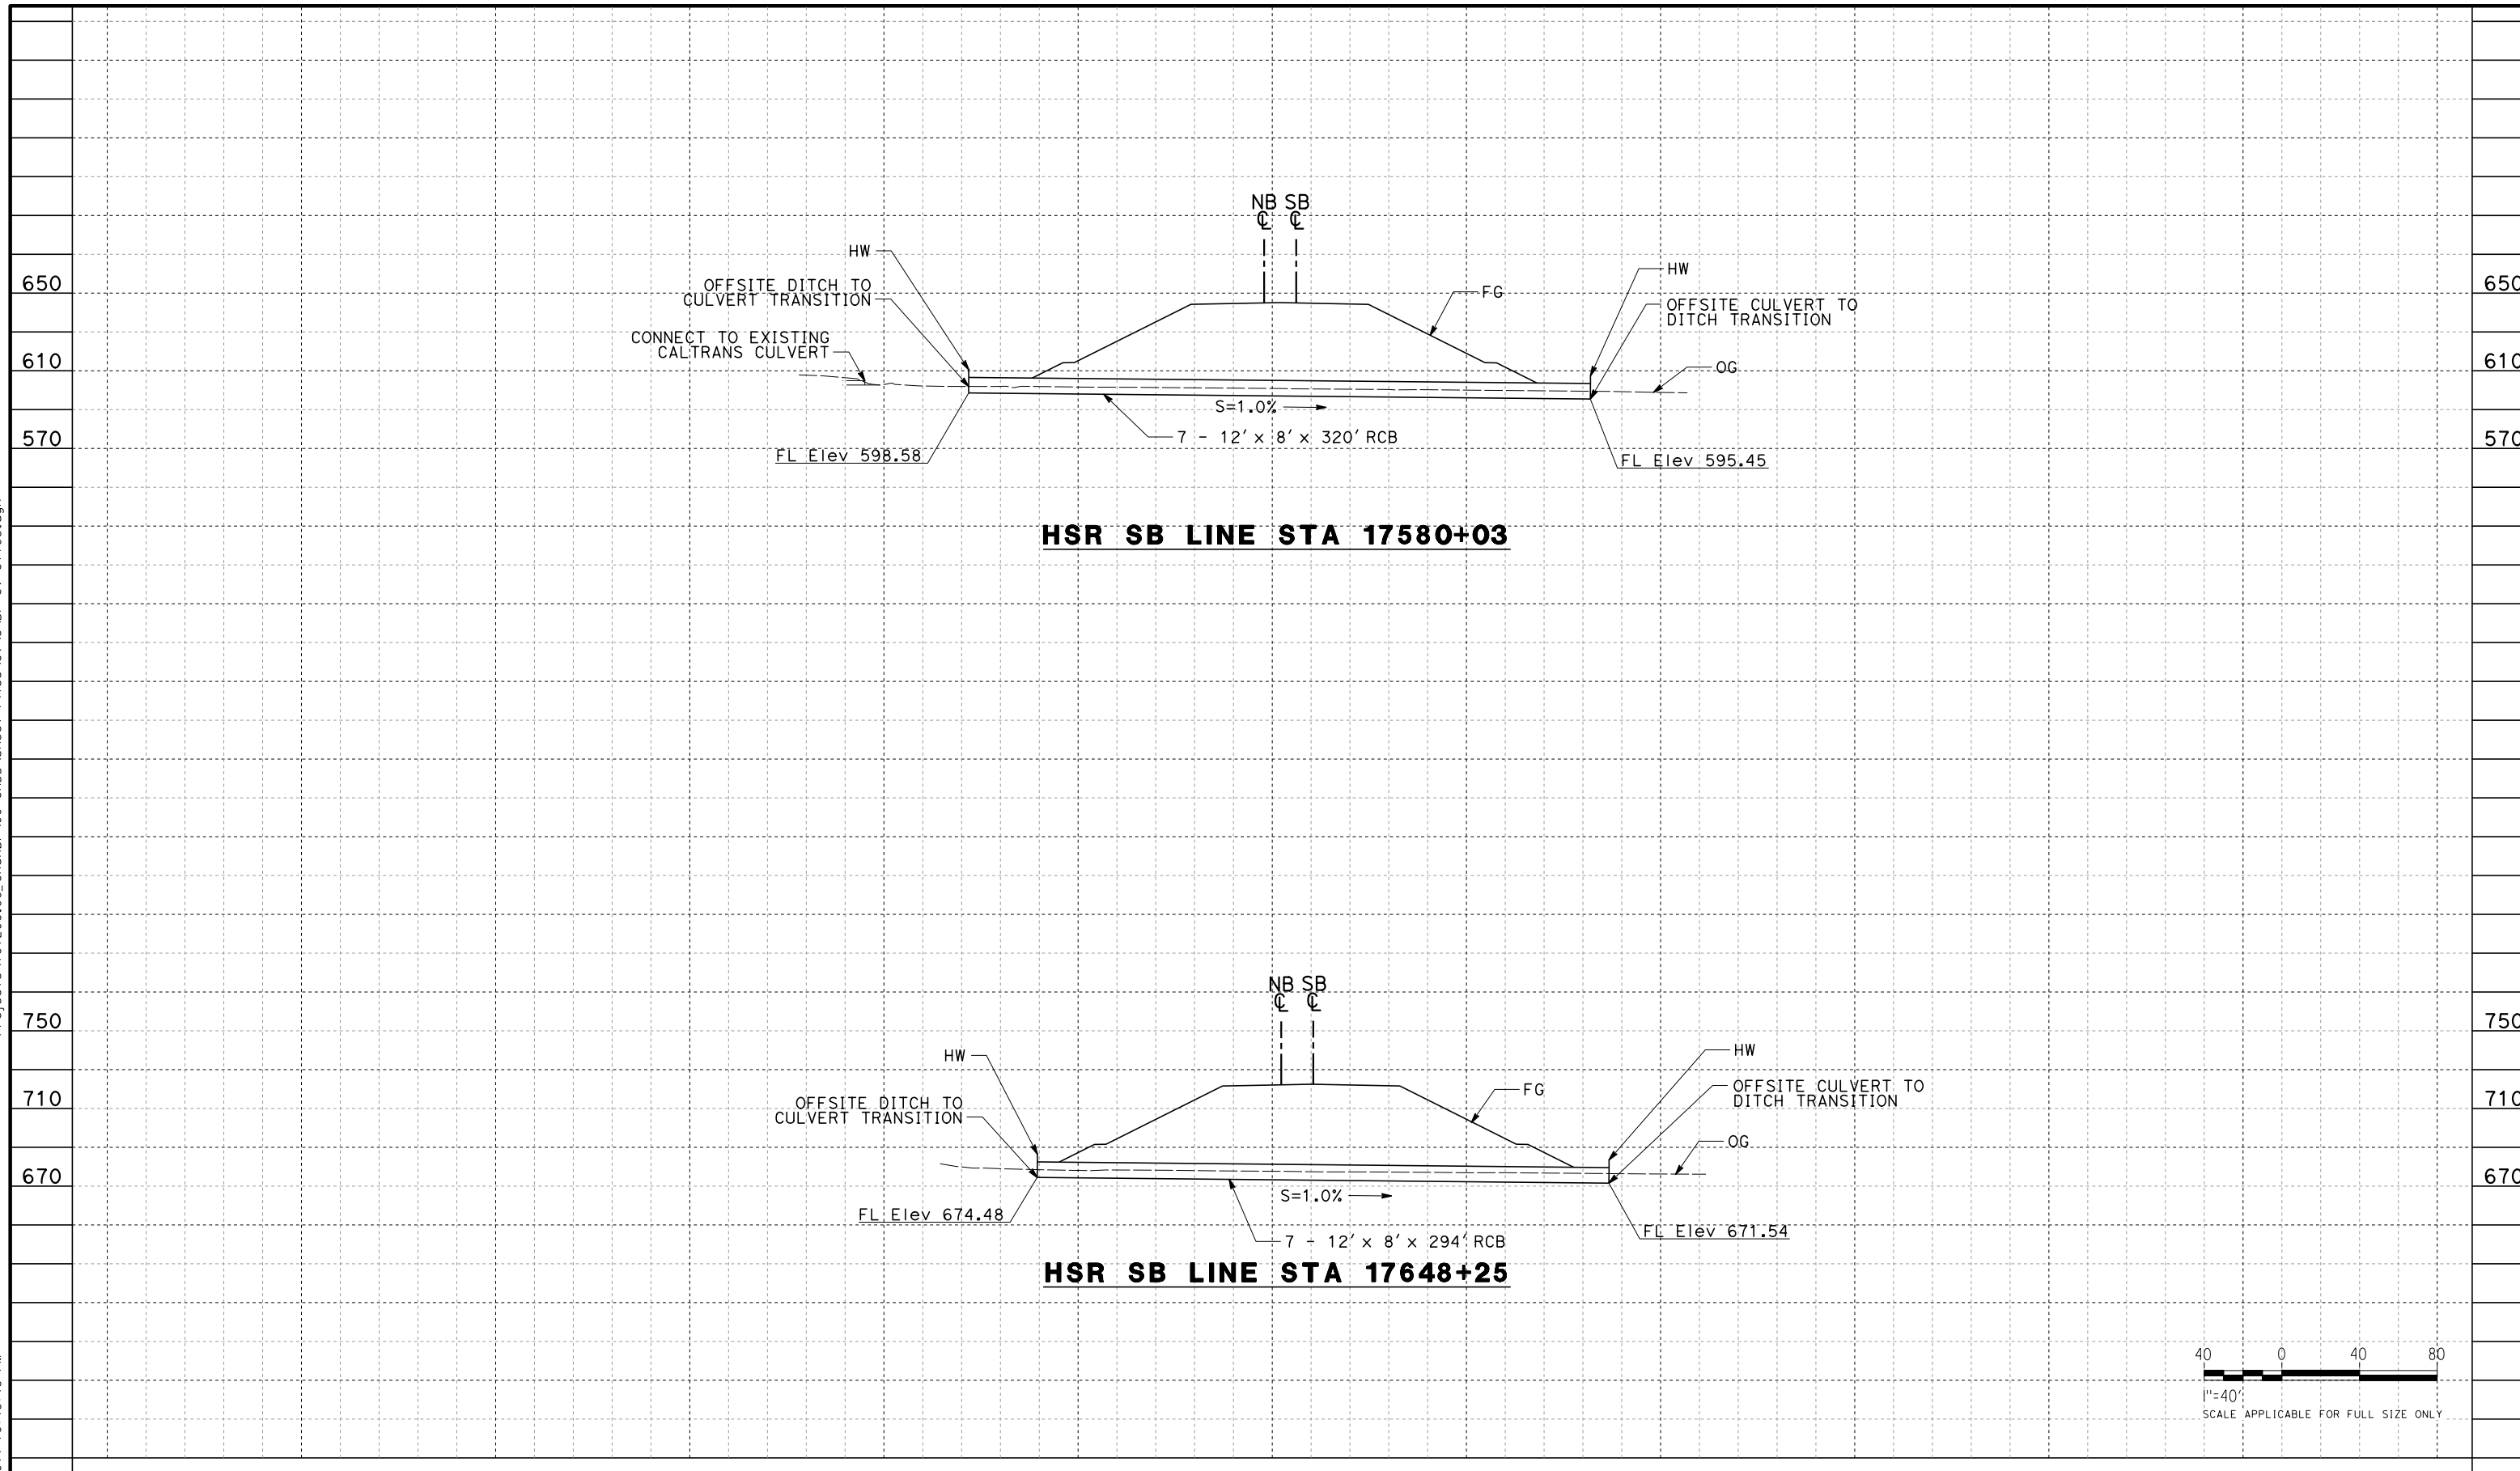 NB SB
℄ ℄
HW
HW
OFFSITE DITCH TO
CULVERT TRANSITION
650
650
FG
OFFSITE CULVERT TO
DITCH TRANSITION
CONNECT TO EXISTING
CALTRANS CULVERT
610
610
OG
S=1.0%
7 - 12' x 8' x 320' RCB
570
570
FL Elev 598.58
FL Elev 595.45
HSR SB LINE STA 17580+03
NB SB
℄ ℄
750
750
HW
HW
FG
OFFSITE CULVERT TO
DITCH TRANSITION
710
710
OFFSITE DITCH TO
CULVERT TRANSITION
OG
670
670
S=1.0%
FL Elev 674.48
FL Elev 671.54
7 - 12' x 8' x 294' RCB
HSR SB LINE STA 17648+25
40 0 40 80
1"=40'
SCALE APPLICABLE FOR FULL SIZE ONLY